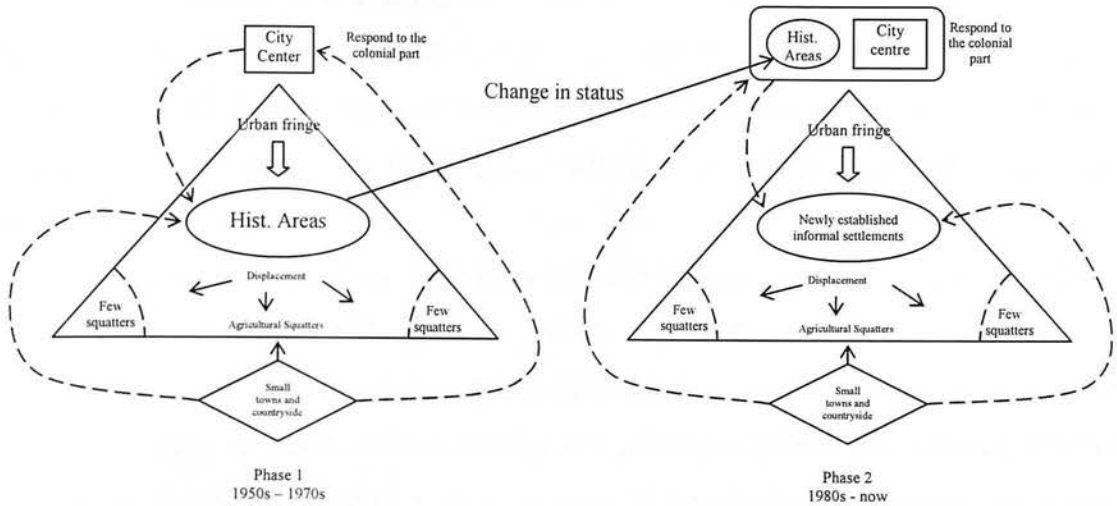 City
Center
Respond to the
colonial part
Urban fringe
Hist. Areas
Displacement
Few
squatters
Agricultural Squatters
Few
squatters
Small
towns and
countryside
Phase 1
1950s – 1970s
Change in status
Hist.
Areas
City
centre
Respond to
the colonial
part
Urban fringe
Newly established
informal settlements
Displacement
Few
squatters
Agricultural Squatters
Few
squatters
Small
towns and
countryside
Phase 2
1980s - now